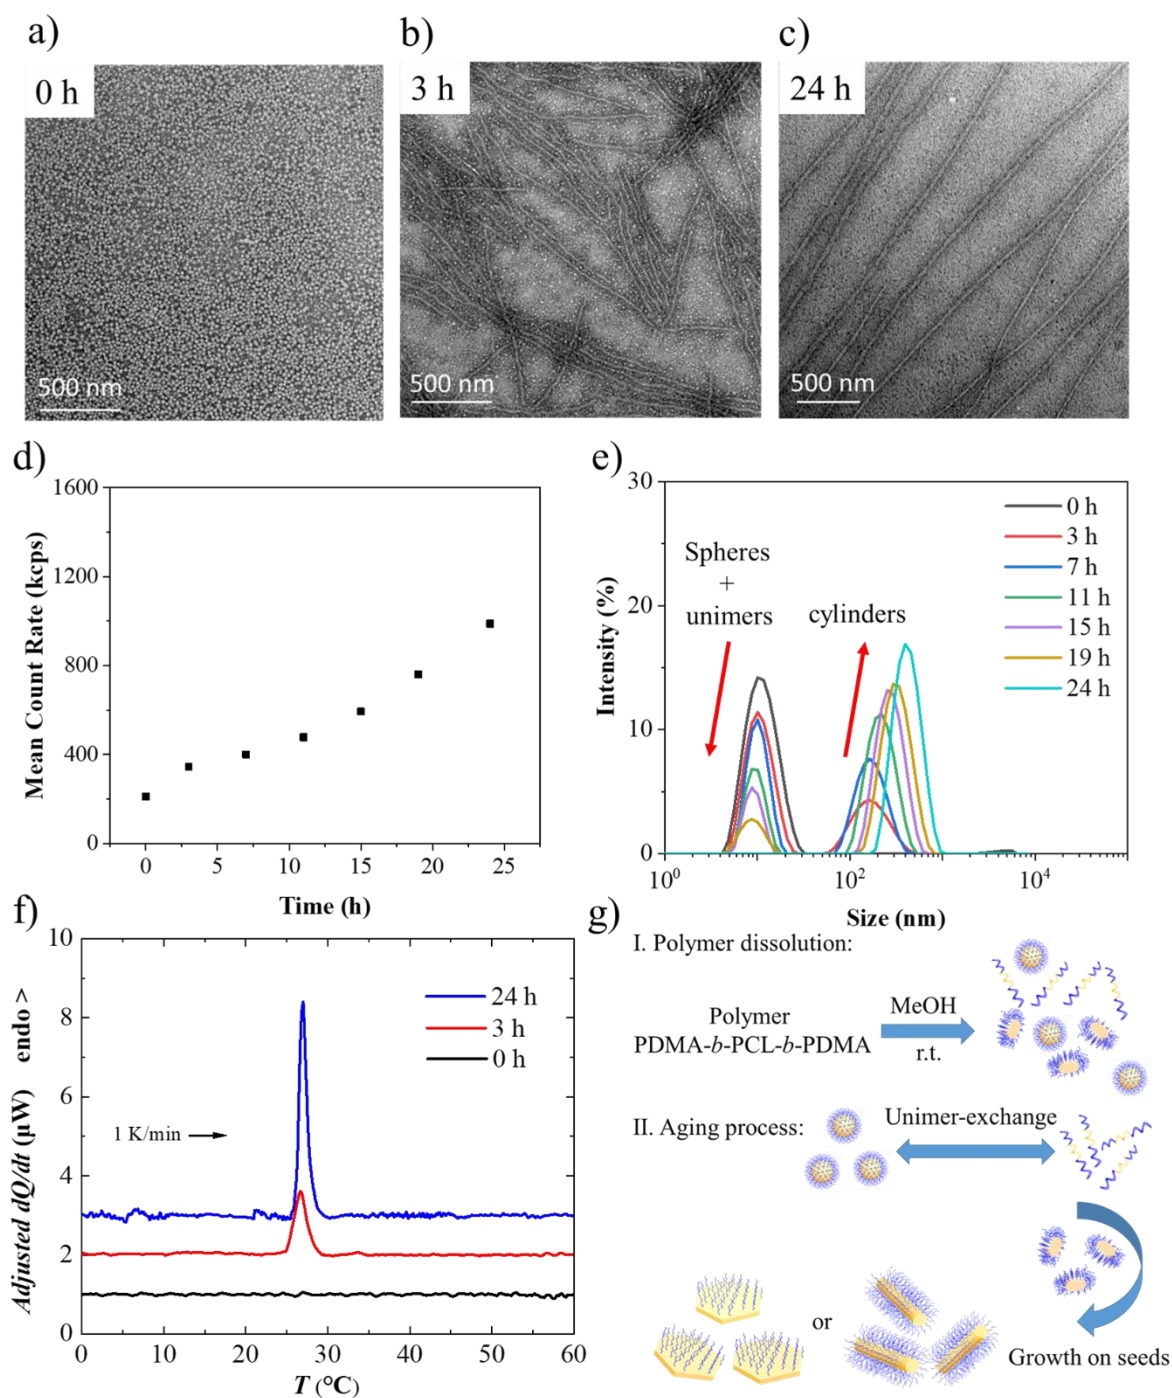 a)
0 h
500 nm
b)
3 h
500 nm
c)
24 h
500 nm
d)
1600
1200
800
400
0
Mean Count Rate (kcps)
0 5 10 15 20 25
Time (h)
e)
30
20
10
0
Intensity (%)
Spheres
+
unimers
cylinders
0 h
3 h
7 h
11 h
15 h
19 h
24 h
10⁰ 10² 10⁴
Size (nm)
f)
10
8
6
4
2
0
Adjusted dQ/dt (µW) endo >
24 h
3 h
0 h
1 K/min
0 10 20 30 40 50 60
T (°C)
g)
I. Polymer dissolution:
Polymer
PDMA-b-PCL-b-PDMA
MeOH
r.t.
II. Aging process:
Unimer-exchange
or
Growth on seeds